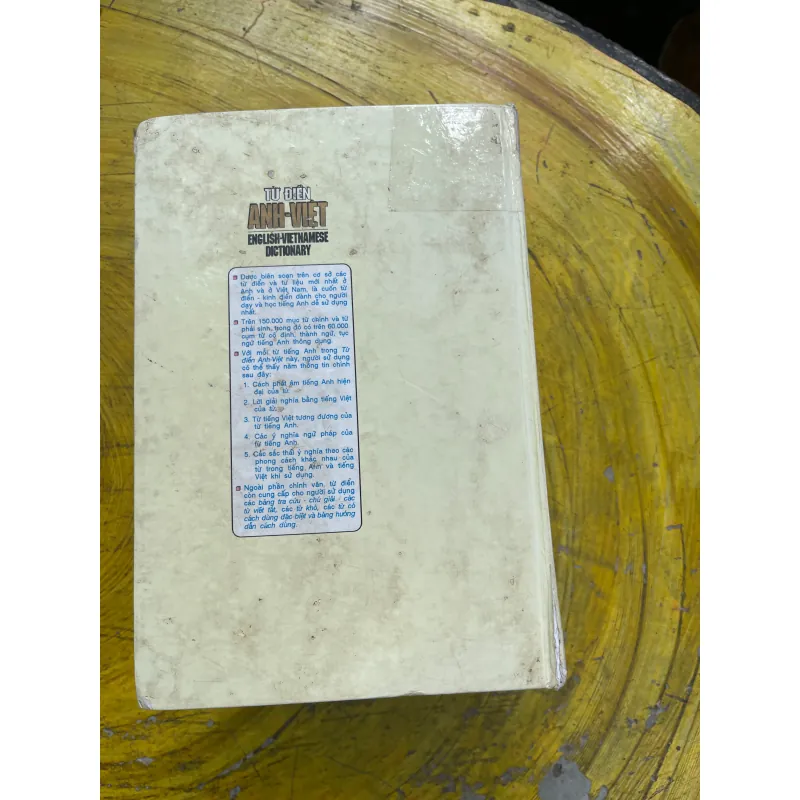 TỪ ĐIỂN
ANH-VIỆT
ENGLISH-VIETNAMESE
DICTIONARY
Được biên soạn trên cơ sở các
từ điển và tư liệu mới nhất ở
Anh và ở Việt Nam, là cuốn từ
điển - kinh điển dành cho người
dạy và học tiếng Anh dễ sử dụng
nhất.
Trên 150.000 mục từ chính và từ
phái sinh, trong đó có trên 60.000
cụm từ cố định, thành ngữ, tục
ngữ tiếng Anh thông dụng.
Với mỗi từ tiếng Anh trong Từ
điển Anh-Việt này, người sử dụng
có thể thấy năm thông tin chính
sau đây:
1. Cách phát âm tiếng Anh hiện
đại của từ.
2. Lời giải nghĩa bằng tiếng Việt
của từ.
3. Từ tiếng Việt tương đương của
từ tiếng Anh.
4. Các ý nghĩa ngữ pháp của
từ tiếng Anh.
5. Các sắc thái ý nghĩa theo các
phong cách khác nhau của
từ trong tiếng Anh và tiếng
Việt khi sử dụng.
Ngoài phần chính văn, từ điển
còn cung cấp cho người sử dụng
các bảng tra cứu - chú giải - các
từ viết tắt, các từ khó, các từ có
cách dùng đặc biệt và bảng hướng
dẫn cách dùng.